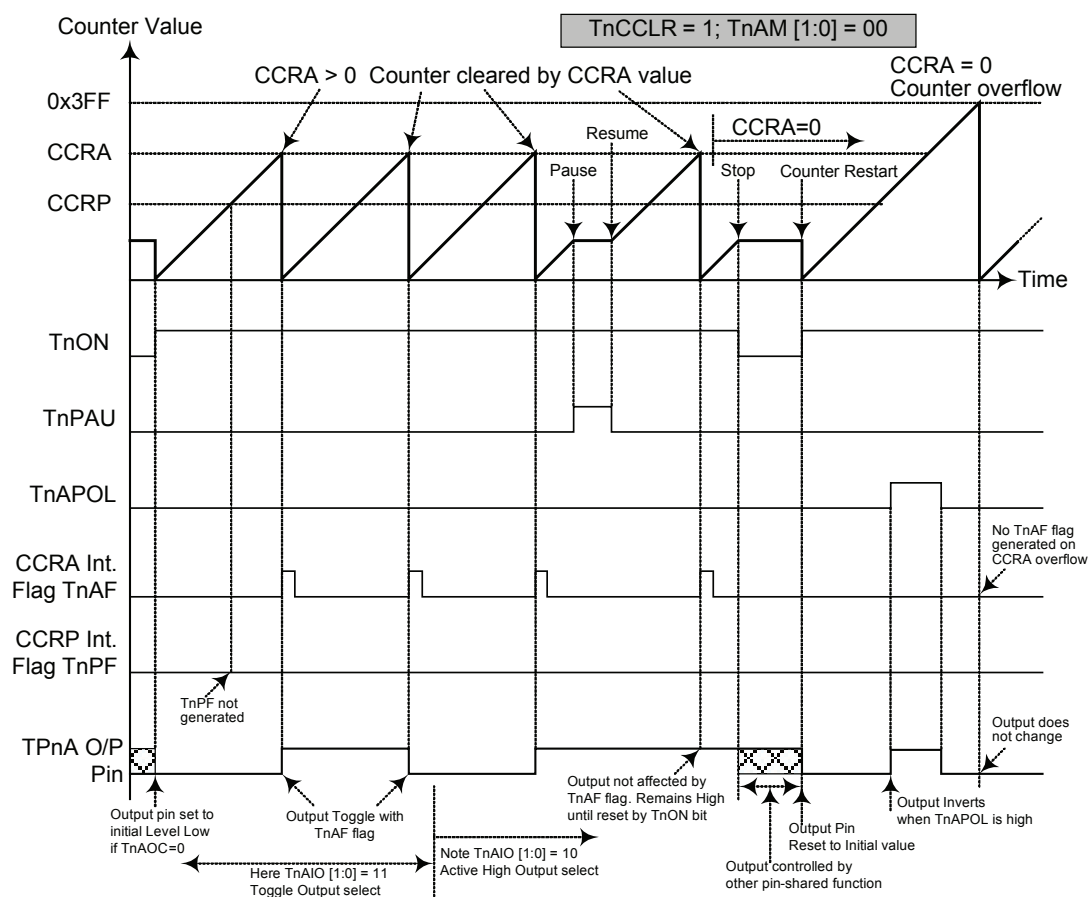 Counter Value
TnCCLR = 1; TnAM [1:0] = 00
CCRA > 0
Counter cleared by CCRA value
CCRA = 0
Counter overflow
0x3FF
CCRA
CCRP
Resume
CCRA=0
Pause
Stop
Counter Restart
Time
TnON
TnPAU
TnAPOL
CCRA Int.
Flag TnAF
No TnAF flag
generated on
CCRA overflow
CCRP Int.
Flag TnPF
TnPF not
generated
TPnA O/P
Pin
Output does
not change
Output pin set to
initial Level Low
if TnAOC=0
Output Toggle with
TnAF flag
Output not affected by
TnAF flag. Remains High
until reset by TnON bit
Output Pin
Reset to Initial value
Output Inverts
when TnAPOL is high
Here TnAIO [1:0] = 11
Toggle Output select
Note TnAIO [1:0] = 10
Active High Output select
Output controlled by
other pin-shared function